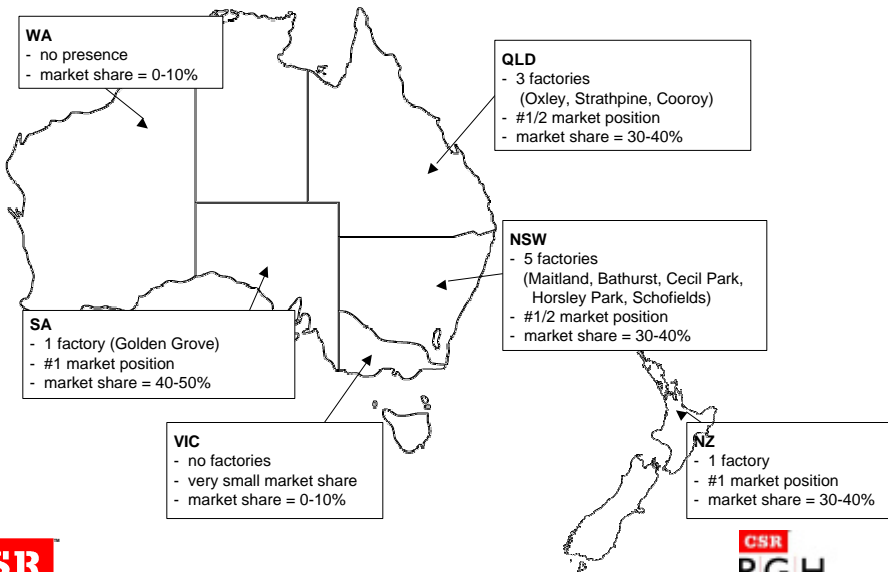 WA
- no presence
- market share = 0-10%
QLD
- 3 factories
(Oxley, Strathpine, Cooroy)
- #1/2 market position
- market share = 30-40%
NSW
- 5 factories
(Maitland, Bathurst, Cecil Park,
Horsley Park, Schofields)
- #1/2 market position
- market share = 30-40%
SA
- 1 factory (Golden Grove)
- #1 market position
- market share = 40-50%
VIC
- no factories
- very small market share
- market share = 0-10%
NZ
- 1 factory
- #1 market position
- market share = 30-40%
CSR
CSR
PGH